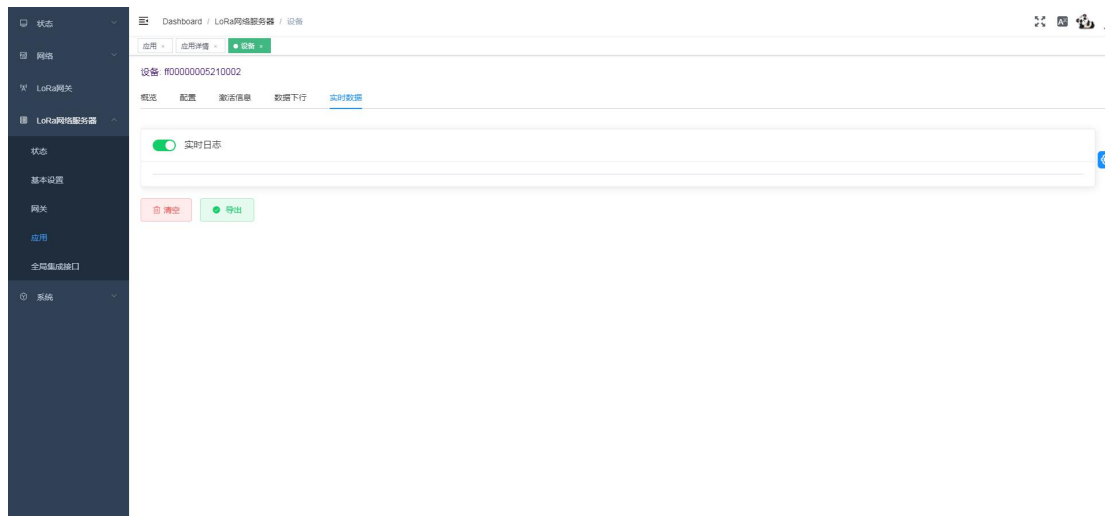 状态
网络
LoRa网关
LoRa网络服务器
状态
基本设置
网关
应用
全局集成接口
系统
Dashboard / LoRa网络服务器 / 设备
应用 × 应用详情 × 设备 ×
设备: ff00000005210002
概览 配置 激活信息 数据下行 实时数据
实时日志
清空 导出